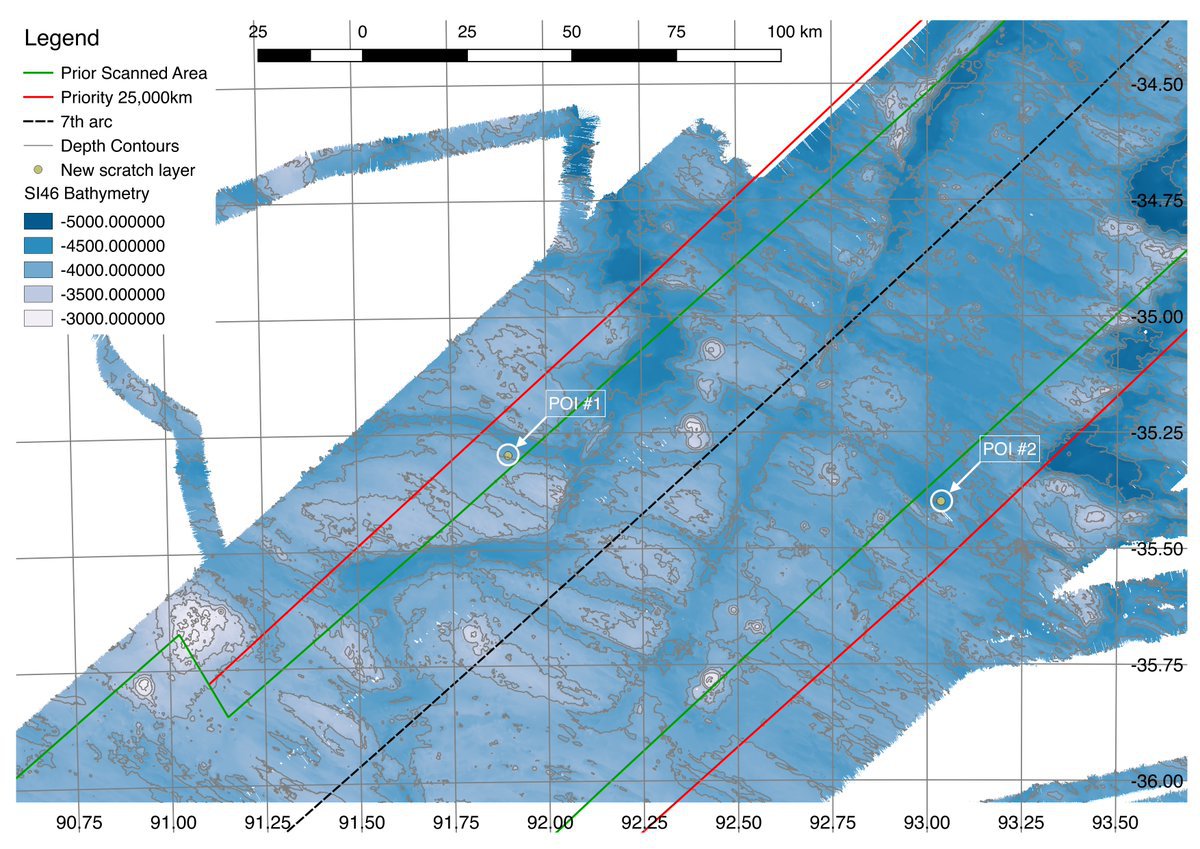 Legend
Prior Scanned Area
Priority 25,000km
7th arc
Depth Contours
New scratch layer
SI46 Bathymetry
-5000.000000
-4500.000000
-4000.000000
-3500.000000
-3000.000000
25 0 25 50 75 100 km
-34.50
-34.75
-35.00
POI #1
-35.25
POI #2
-35.50
-35.75
-36.00
90.75 91.00 91.25 91.50 91.75 92.00 92.25 92.50 92.75 93.00 93.25 93.50